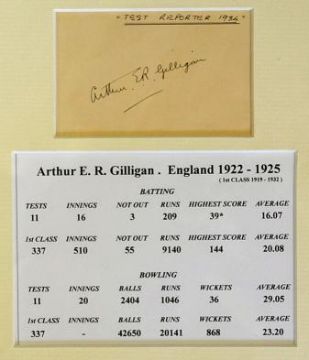 "TEST REPORTER 1934"
Arthur E.R. Gilligan
Arthur E. R. Gilligan . England 1922 - 1925
( 1st CLASS 1919 - 1932 )
BATTING
TESTS INNINGS NOT OUT RUNS HIGHEST SCORE AVERAGE
11 16 3 209 39* 16.07
1st CLASS INNINGS NOT OUT RUNS HIGHEST SCORE AVERAGE
337 510 55 9140 144 20.08
BOWLING
TESTS INNINGS BALLS RUNS WICKETS AVERAGE
11 20 2404 1046 36 29.05
1st CLASS INNINGS BALLS RUNS WICKETS AVERAGE
337 - 42650 20141 868 23.20